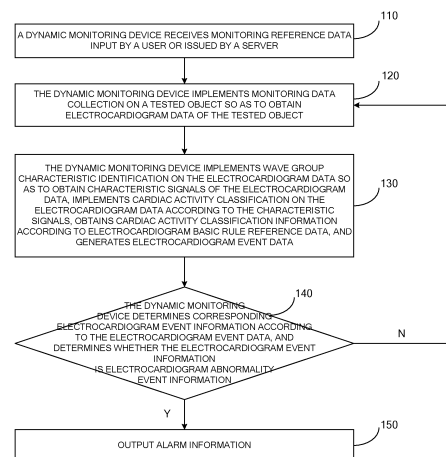 110
A DYNAMIC MONITORING DEVICE RECEIVES MONITORING REFERENCE DATA
INPUT BY A USER OR ISSUED BY A SERVER
120
THE DYNAMIC MONITORING DEVICE IMPLEMENTS MONITORING DATA
COLLECTION ON A TESTED OBJECT SO AS TO OBTAIN
ELECTROCARDIOGRAM DATA OF THE TESTED OBJECT
THE DYNAMIC MONITORING DEVICE IMPLEMENTS WAVE GROUP
CHARACTERISTIC IDENTIFICATION ON THE ELECTROCARDIOGRAM DATA SO
AS TO OBTAIN CHARACTERISTIC SIGNALS OF THE ELECTROCARDIOGRAM
DATA, IMPLEMENTS CARDIAC ACTIVITY CLASSIFICATION ON THE
ELECTROCARDIOGRAM DATA ACCORDING TO THE CHARACTERISTIC
SIGNALS, OBTAINS CARDIAC ACTIVITY CLASSIFICATION INFORMATION
ACCORDING TO ELECTROCARDIOGRAM BASIC RULE REFERENCE DATA, AND
GENERATES ELECTROCARDIOGRAM EVENT DATA
130
140
THE DYNAMIC MONITORING
DEVICE DETERMINES CORRESPONDING
ELECTROCARDIOGRAM EVENT INFORMATION ACCORDING
TO THE ELECTROCARDIOGRAM EVENT DATA, AND
DETERMINES WHETHER THE ELECTROCARDIOGRAM EVENT
INFORMATION
IS ELECTROCARDIOGRAM ABNORMALITY
EVENT INFORMATION
N
Y
150
OUTPUT ALARM INFORMATION